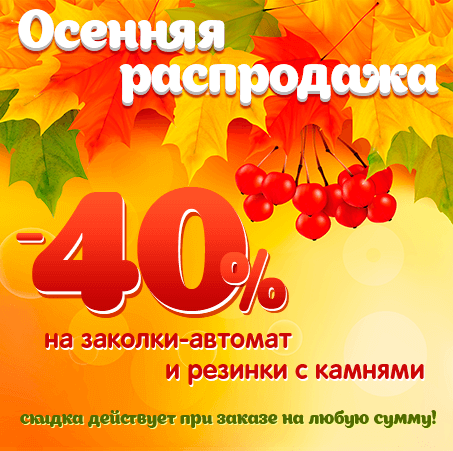 Осенняя
распродажа
-40%
на заколки-автомат
и резинки с камнями
скидка действует при заказе на любую сумму!